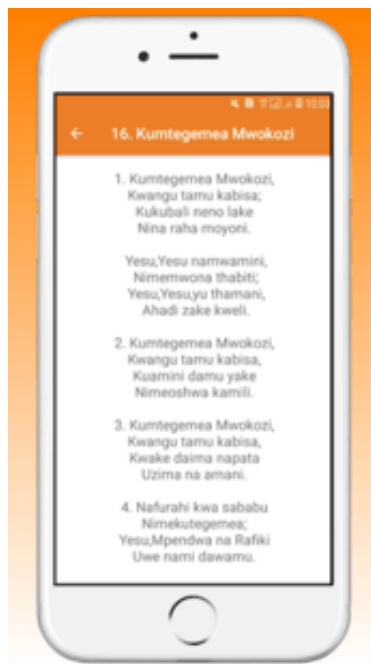 10:03
16. Kumtegemea Mwokozi
1. Kumtegemea Mwokozi,
Kwangu tamu kabisa;
Kukubali neno lake
Nina raha moyoni.
Yesu,Yesu namwamini,
Nimemwona thabiti;
Yesu,Yesu,yu thamani,
Ahadi zake kweli.
2. Kumtegemea Mwokozi,
Kwangu tamu kabisa,
Kuamini damu yake
Nimeoshwa kamili.
3. Kumtegemea Mwokozi,
Kwangu tamu kabisa,
Kwake daima napata
Uzima na amani.
4. Nafurahi kwa sababu
Nimekutegemea;
Yesu,Mpendwa na Rafiki
Uwe nami dawamu.